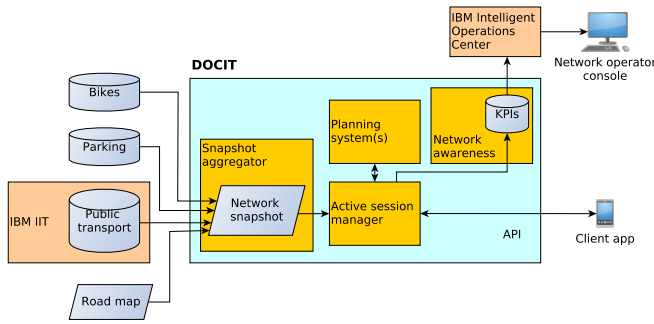 IBM Intelligent
Operations
Center
Network operator
console
DOCIT
Bikes
Parking
IBM IIT
Public
transport
Road map
Snapshot
aggregator
Network
snapshot
Planning
system(s)
Active session
manager
KPIs
Network
awareness
API
Client app